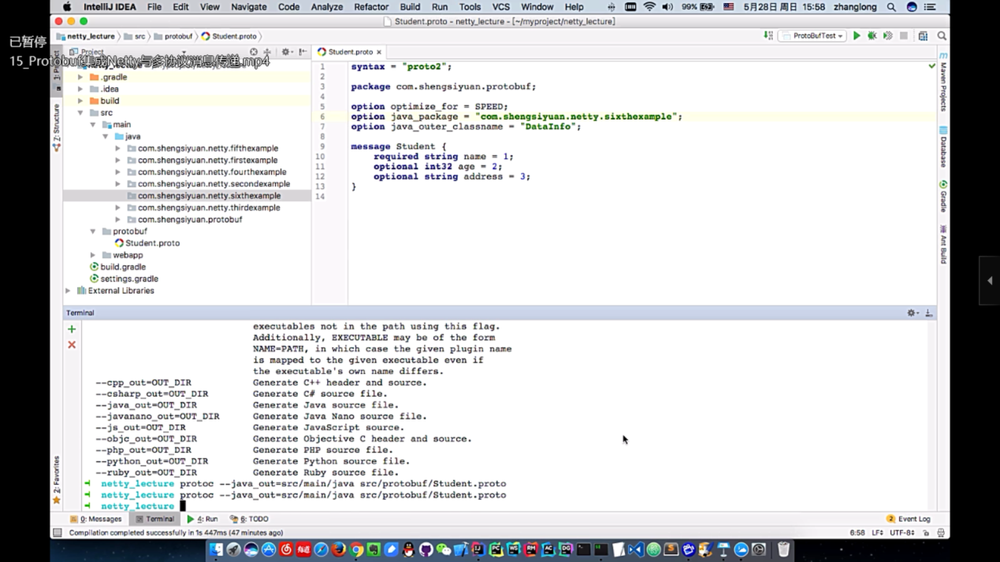 IntelliJ IDEA File Edit View Navigate Code Analyze Refactor Build Run Tools VCS Window Help 99% 5月28日 周日 15:58 zhanglong
Student.proto - netty_lecture - [~/myproject/netty_lecture]
netty_lecture src protobuf Student.proto ProtoBufTest
已暂停
15_Protobuf集成Netty与多协议消息传递.mp4
Project
Student.proto
netty_lecture
.gradle
.idea
build
src
main
java
com.shengsiyuan.netty.fifthexample
com.shengsiyuan.netty.firstexample
com.shengsiyuan.netty.fourthexample
com.shengsiyuan.netty.secondexample
com.shengsiyuan.netty.sixthexample
com.shengsiyuan.netty.thirdexample
com.shengsiyuan.protobuf
protobuf
Student.proto
webapp
build.gradle
settings.gradle
External Libraries
1 syntax = "proto2";
2
3 package com.shengsiyuan.protobuf;
4
5 option optimize_for = SPEED;
6 option java_package = "com.shengsiyuan.netty.sixthexample";
7 option java_outer_classname = "DataInfo";
8
9 message Student {
10 required string name = 1;
11 optional int32 age = 2;
12 optional string address = 3;
13 }
14
Maven Projects
Database
Gradle
Ant Build
Z: Structure
2: Favorites
Terminal
executables not in the path using this flag.
Additionally, EXECUTABLE may be of the form
NAME=PATH, in which case the given plugin name
is mapped to the given executable even if
the executable's own name differs.
--cpp_out=OUT_DIR Generate C++ header and source.
--csharp_out=OUT_DIR Generate C# source file.
--java_out=OUT_DIR Generate Java source file.
--javanano_out=OUT_DIR Generate Java Nano source file.
--js_out=OUT_DIR Generate JavaScript source.
--objc_out=OUT_DIR Generate Objective C header and source.
--php_out=OUT_DIR Generate PHP source file.
--python_out=OUT_DIR Generate Python source file.
--ruby_out=OUT_DIR Generate Ruby source file.
netty_lecture protoc --java_out=src/main/java src/protobuf/Student.proto
netty_lecture protoc --java_out=src/main/java src/protobuf/Student.proto
netty_lecture
0: Messages Terminal 4: Run 6: TODO 2 Event Log
Compilation completed successfully in 1s 447ms (47 minutes ago) 6:58 LF UTF-8